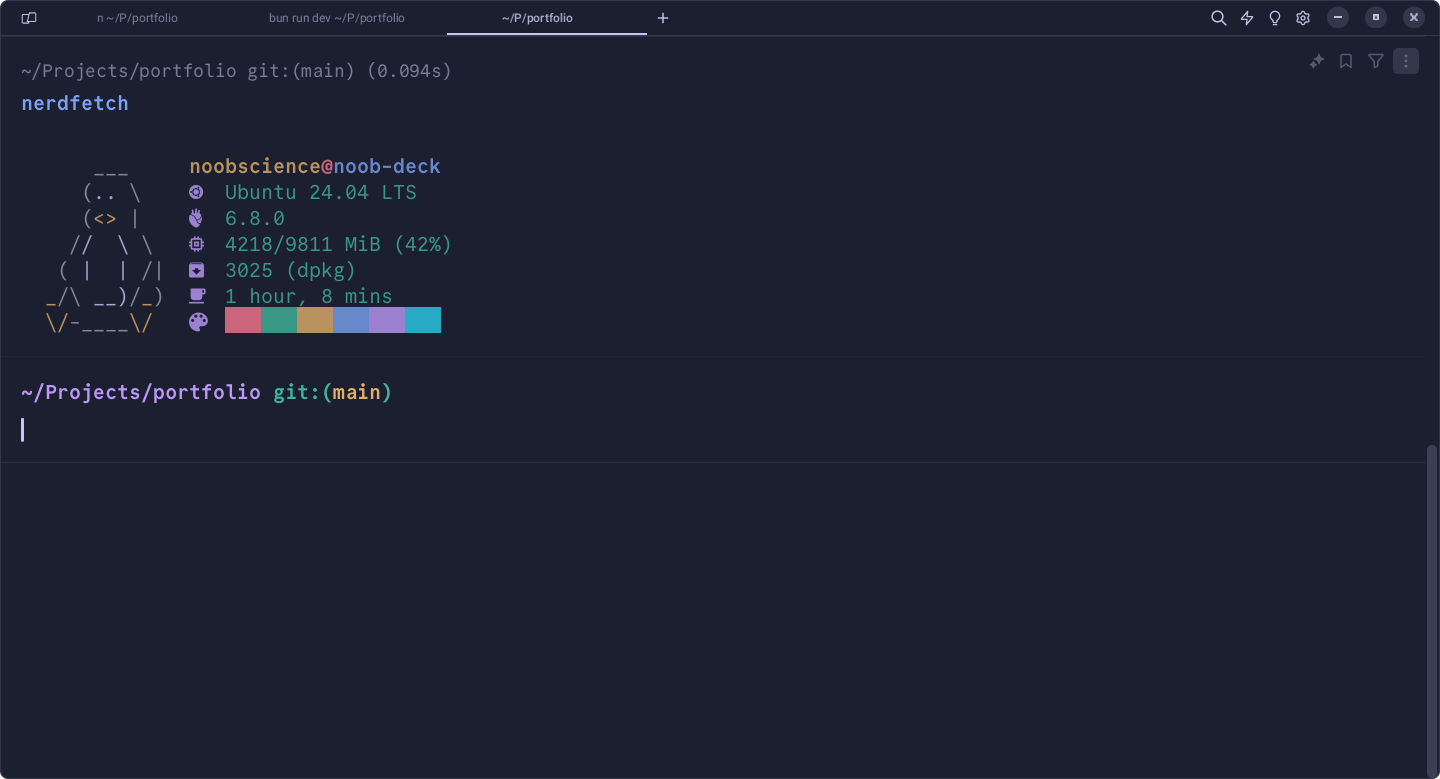 n ~/P/portfolio
bun run dev ~/P/portfolio
~/P/portfolio
~/Projects/portfolio git:(main) (0.094s)
nerdfetch
      ___     noobscience@noob-deck
     (.. \    Ubuntu 24.04 LTS
     (<> |    6.8.0
    //  \ \   4218/9811 MiB (42%)
   ( |  | /|  3025 (dpkg)
  _/\ __)/_)  1 hour, 8 mins
  \/-____\/
~/Projects/portfolio git:(main)